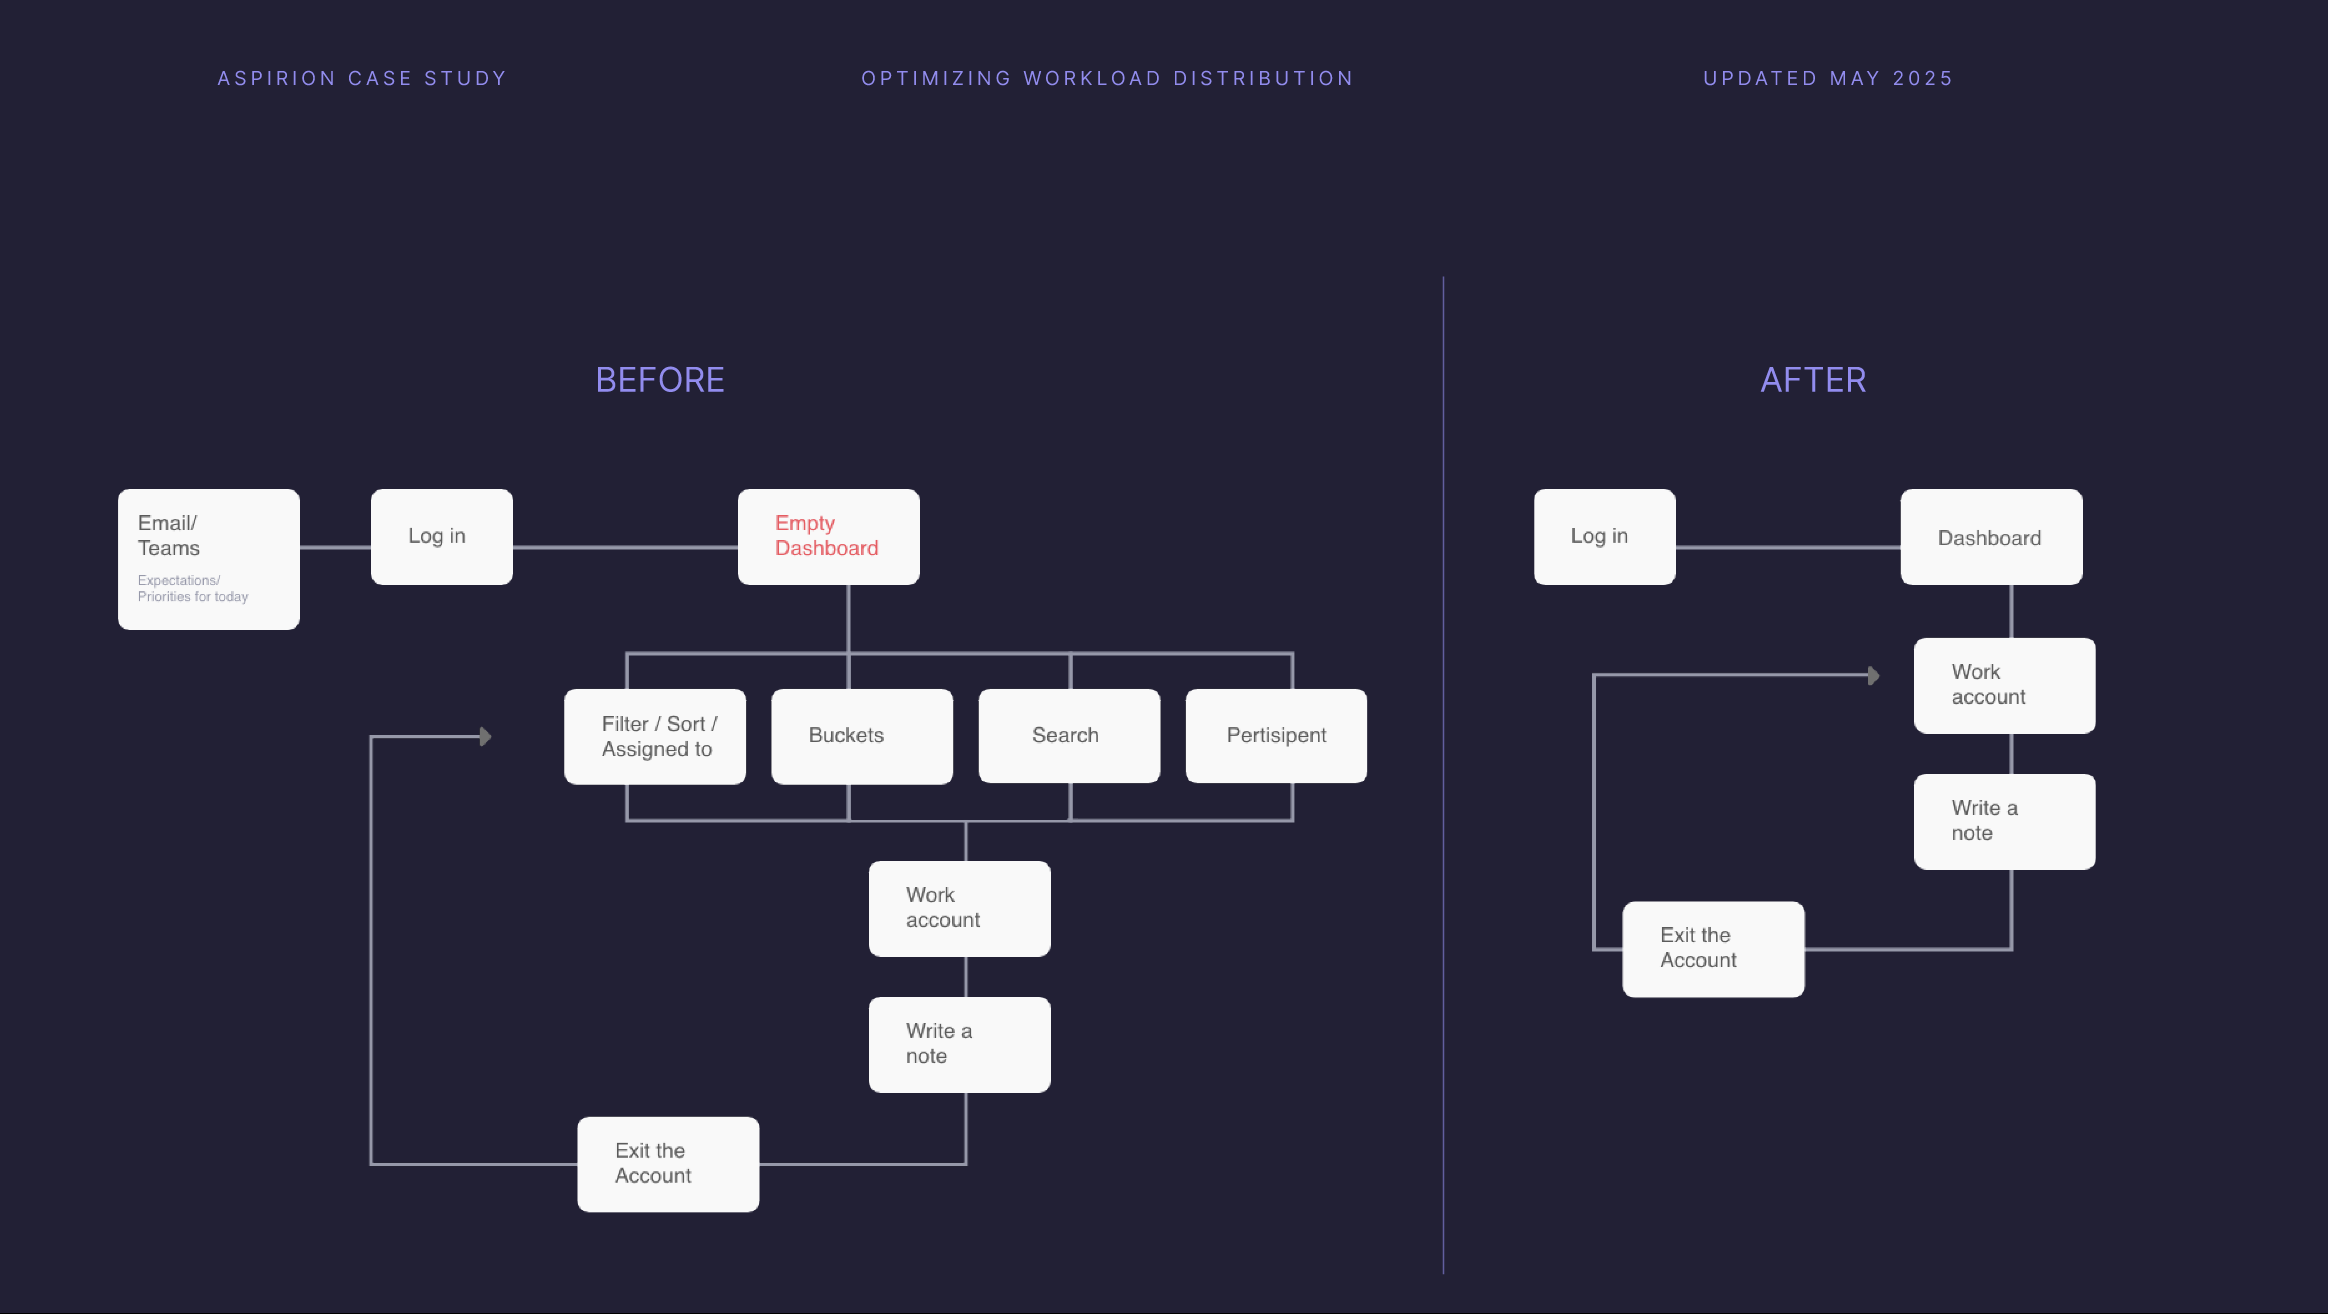 ASPIRION CASE STUDY
OPTIMIZING WORKLOAD DISTRIBUTION
UPDATED MAY 2025
BEFORE
Email/
Teams
Expectations/
Priorities for today
Log in
Empty
Dashboard
Filter / Sort /
Assigned to
Buckets
Search
Pertisipent
Work
account
Write a
note
Exit the
Account
AFTER
Log in
Dashboard
Work
account
Write a
note
Exit the
Account